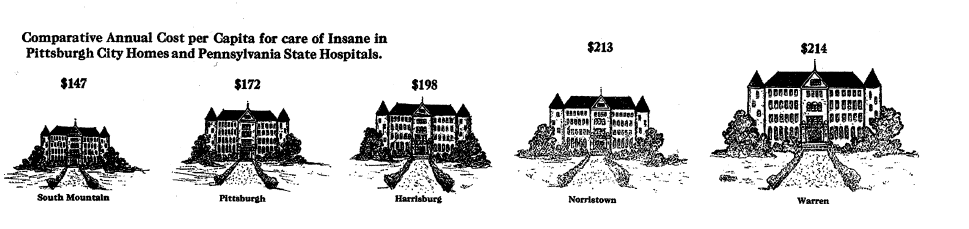 Comparative Annual Cost per Capita for care of Insane in
Pittsburgh City Homes and Pennsylvania State Hospitals.
$147
$172
$198
$213
$214
South Mountain
Pittsburgh
Harrisburg
Norristown
Warren